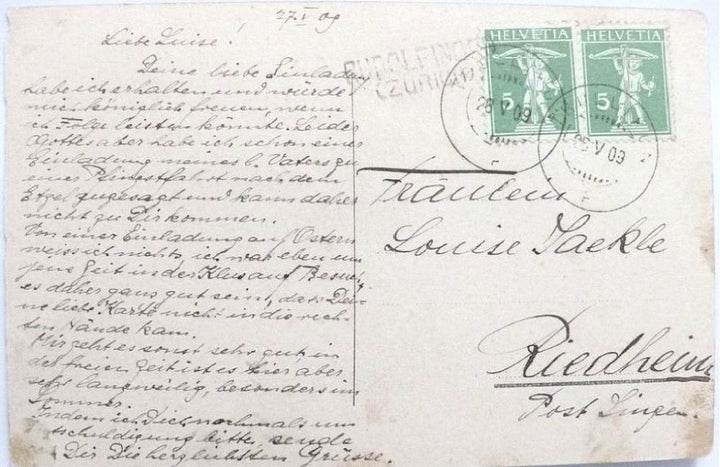 27.V 09
Liebe Luise!
Deine liebe Einladung
habe ich erhalten und würde
mich königlich freuen, wenn
ich Folge leisten könnte. Leider
Gottes aber habe ich schon eine
Einladung meines l. Vaters zu
einer Pfingstfahrt nach dem
Etzel zugesagt und kann daher
nicht zu Dir kommen.
Von einer Einladung auf Ostern
weiss ich nichts, ich war eben um
jene Zeit in der Klus auf Besuch,
es daher ganz gut sein, dass Dei-
ne liebe Karte nicht in die rech-
ten Hände kam.
Mir geht es sonst sehr gut in
der freien Zeit ist es hier aber
sehr langweilig, besonders im
Sommer.
Indem ich Dich nochmals um
tschuldigung bitte, sende
Dir Die herzlichsten Grüsse.
RUDOLFINGEN
(ZÜRICH)
HELVETIA
5
HELVETIA
5
28 V 09
28 V 09
Fräulein
Louise Jaekle
Riedheim
Post Singen.